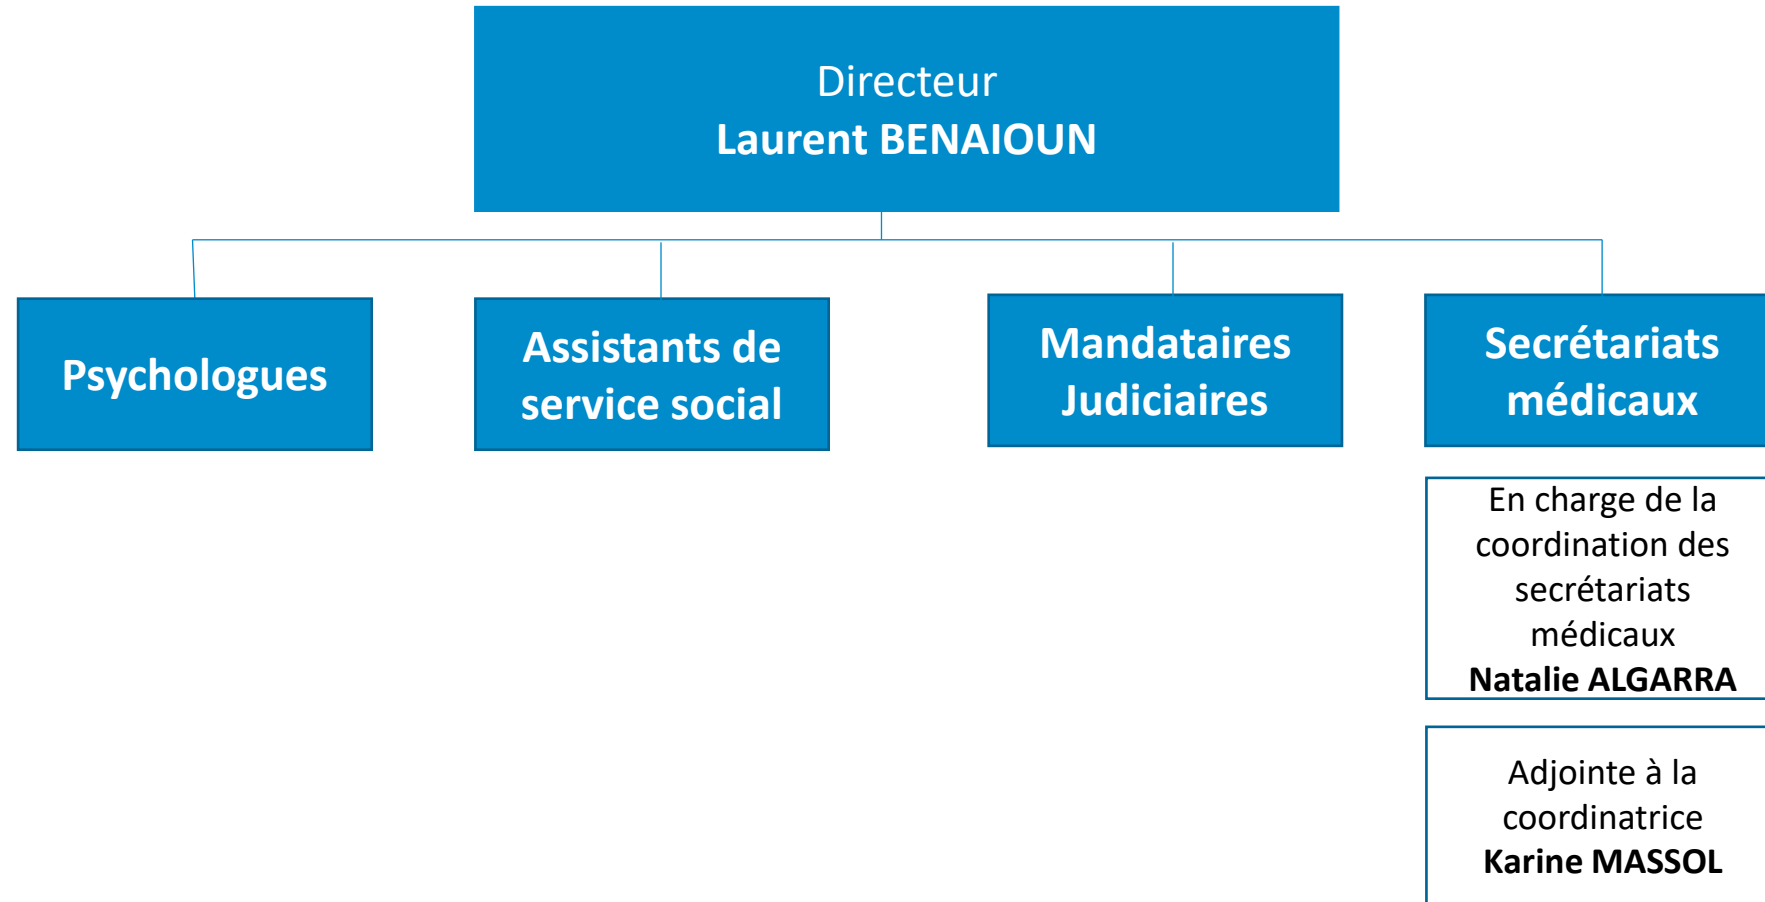 Directeur
Laurent BENAIOUN
Psychologues
Assistants de
service social
Mandataires
Judiciaires
Secrétariats
médicaux
En charge de la
coordination des
secrétariats
médicaux
Natalie ALGARRA
Adjointe à la
coordinatrice
Karine MASSOL